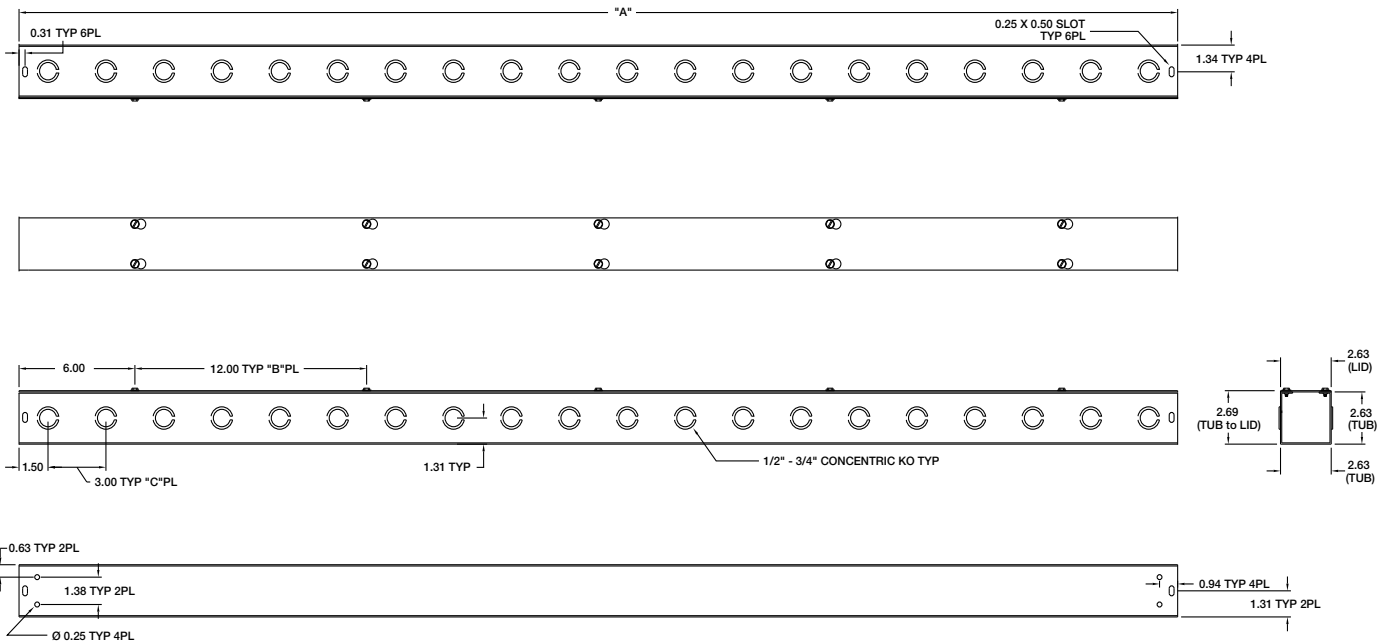 "A"
0.31 TYP 6PL
0.25 X 0.50 SLOT
TYP 6PL
1.34 TYP 4PL
6.00
12.00 TYP "B"PL
1.50
3.00 TYP "C"PL
1.31 TYP
1/2" - 3/4" CONCENTRIC KO TYP
2.63
(LID)
2.69
(TUB to LID)
2.63
(TUB)
2.63
(TUB)
0.63 TYP 2PL
1.38 TYP 2PL
Ø 0.25 TYP 4PL
0.94 TYP 4PL
1.31 TYP 2PL